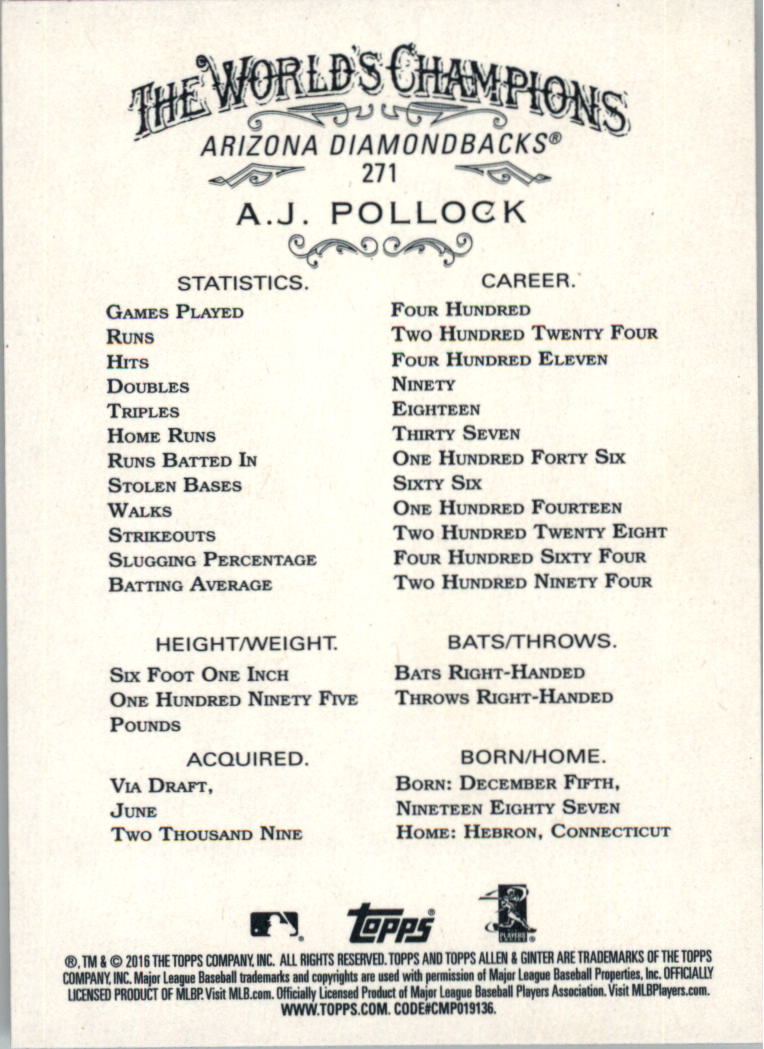 THE WORLD'S CHAMPIONS
ARIZONA DIAMONDBACKS®
271
A.J. POLLOCK
STATISTICS. CAREER.
GAMES PLAYED FOUR HUNDRED
RUNS TWO HUNDRED TWENTY FOUR
HITS FOUR HUNDRED ELEVEN
DOUBLES NINETY
TRIPLES EIGHTEEN
HOME RUNS THIRTY SEVEN
RUNS BATTED IN ONE HUNDRED FORTY SIX
STOLEN BASES SIXTY SIX
WALKS ONE HUNDRED FOURTEEN
STRIKEOUTS TWO HUNDRED TWENTY EIGHT
SLUGGING PERCENTAGE FOUR HUNDRED SIXTY FOUR
BATTING AVERAGE TWO HUNDRED NINETY FOUR
HEIGHT/WEIGHT.
SIX FOOT ONE INCH
ONE HUNDRED NINETY FIVE
POUNDS
BATS/THROWS.
BATS RIGHT-HANDED
THROWS RIGHT-HANDED
ACQUIRED.
VIA DRAFT,
JUNE
TWO THOUSAND NINE
BORN/HOME.
BORN: DECEMBER FIFTH,
NINETEEN EIGHTY SEVEN
HOME: HEBRON, CONNECTICUT
Topps®
PLAYERS
®, TM & © 2016 THE TOPPS COMPANY, INC. ALL RIGHTS RESERVED. TOPPS AND TOPPS ALLEN & GINTER ARE TRADEMARKS OF THE TOPPS
COMPANY, INC. Major League Baseball trademarks and copyrights are used with permission of Major League Baseball Properties, Inc. OFFICIALLY
LICENSED PRODUCT OF MLBP. Visit MLB.com. Officially Licensed Product of Major League Baseball Players Association. Visit MLBPlayers.com.
WWW.TOPPS.COM. CODE#CMP019136.